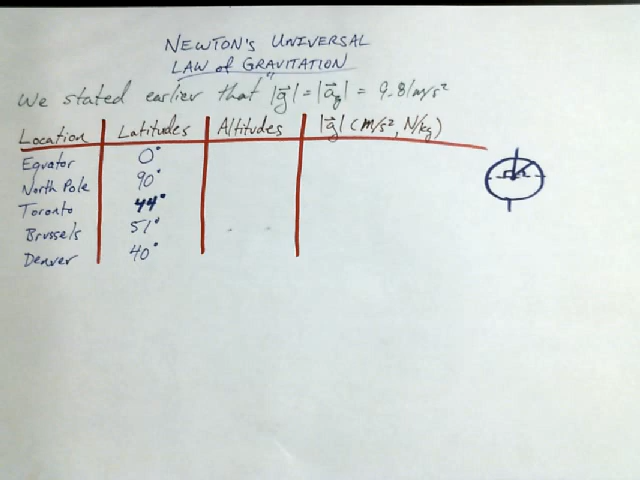 NEWTON'S UNIVERSAL
LAW of GRAVITATION
We stated earlier that |g⃗| = |a⃗g| = 9.81m/s²
Location Latitudes Altitudes |g⃗| (m/s², N/kg)
Equator 0°
North Pole 90°
Toronto 44°
Brussels 51°
Denver 40°